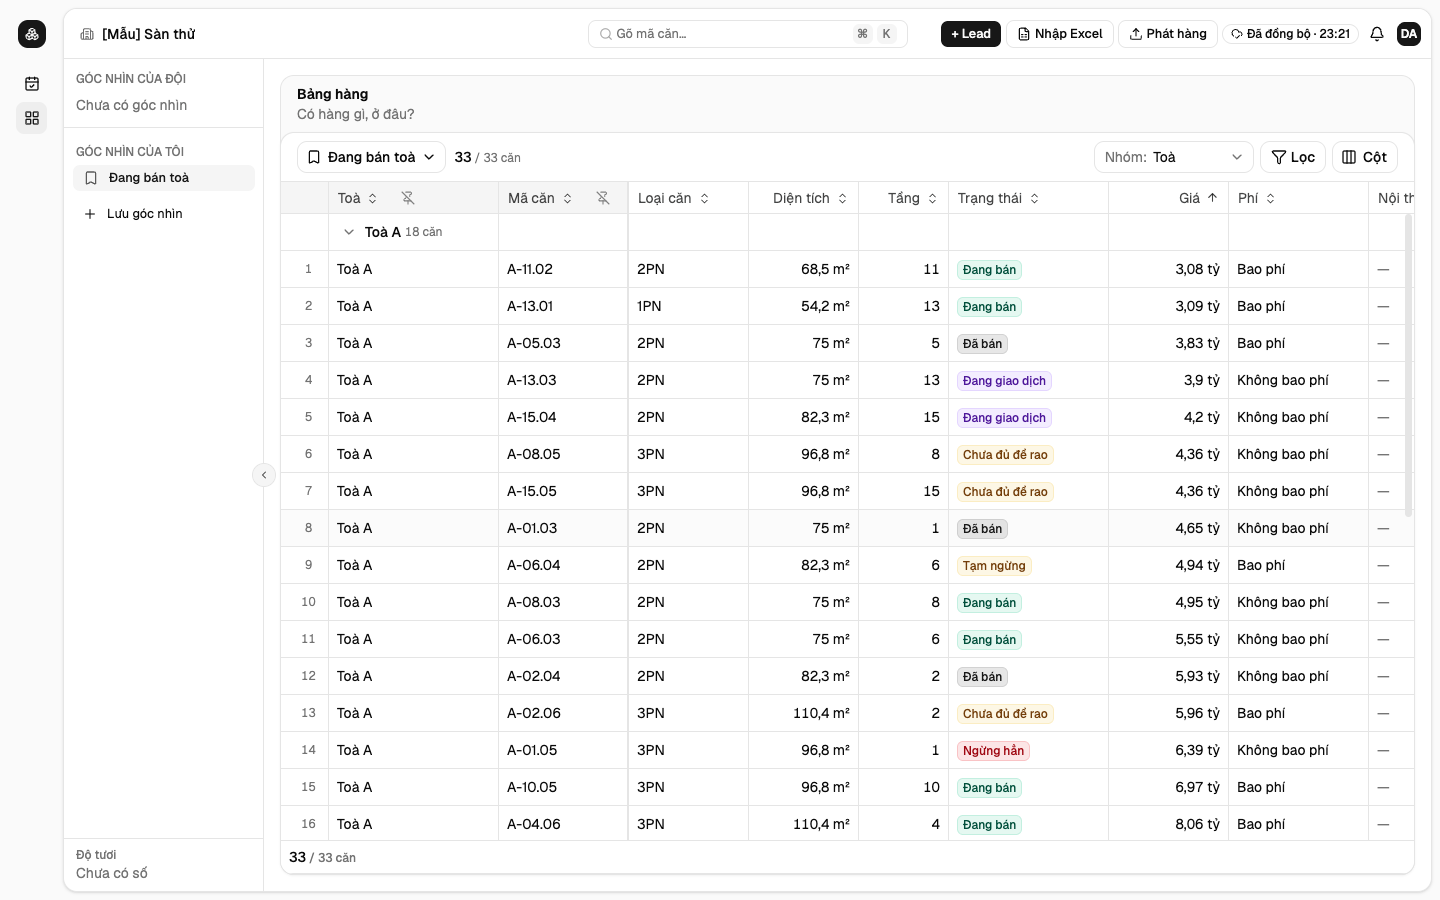 [Mẫu] Sàn thử
Gõ mã căn…
⌘ K
+ Lead
Nhập Excel
Phát hàng
Đã đồng bộ · 23:21
DA
GÓC NHÌN CỦA ĐỘI
Chưa có góc nhìn
GÓC NHÌN CỦA TÔI
Đang bán toà
Lưu góc nhìn
Độ tươi
Chưa có số
Bảng hàng
Có hàng gì, ở đâu?
Đang bán toà 33 / 33 căn
Nhóm: Toà
Lọc
Cột
Toà Mã căn Loại căn Diện tích Tầng Trạng thái Giá Phí Nội th
Toà A 18 căn
1 Toà A A-11.02 2PN 68,5 m² 11 Đang bán 3,08 tỷ Bao phí —
2 Toà A A-13.01 1PN 54,2 m² 13 Đang bán 3,09 tỷ Bao phí —
3 Toà A A-05.03 2PN 75 m² 5 Đã bán 3,83 tỷ Bao phí —
4 Toà A A-13.03 2PN 75 m² 13 Đang giao dịch 3,9 tỷ Không bao phí —
5 Toà A A-15.04 2PN 82,3 m² 15 Đang giao dịch 4,2 tỷ Không bao phí —
6 Toà A A-08.05 3PN 96,8 m² 8 Chưa đủ để rao 4,36 tỷ Không bao phí —
7 Toà A A-15.05 3PN 96,8 m² 15 Chưa đủ để rao 4,36 tỷ Không bao phí —
8 Toà A A-01.03 2PN 75 m² 1 Đã bán 4,65 tỷ Không bao phí —
9 Toà A A-06.04 2PN 82,3 m² 6 Tạm ngừng 4,94 tỷ Bao phí —
10 Toà A A-08.03 2PN 75 m² 8 Đang bán 4,95 tỷ Không bao phí —
11 Toà A A-06.03 2PN 75 m² 6 Đang bán 5,55 tỷ Không bao phí —
12 Toà A A-02.04 2PN 82,3 m² 2 Đã bán 5,93 tỷ Không bao phí —
13 Toà A A-02.06 3PN 110,4 m² 2 Chưa đủ để rao 5,96 tỷ Bao phí —
14 Toà A A-01.05 3PN 96,8 m² 1 Ngừng hẳn 6,39 tỷ Không bao phí —
15 Toà A A-10.05 3PN 96,8 m² 10 Đang bán 6,97 tỷ Bao phí —
16 Toà A A-04.06 3PN 110,4 m² 4 Đang bán 8,06 tỷ Bao phí —
33 / 33 căn